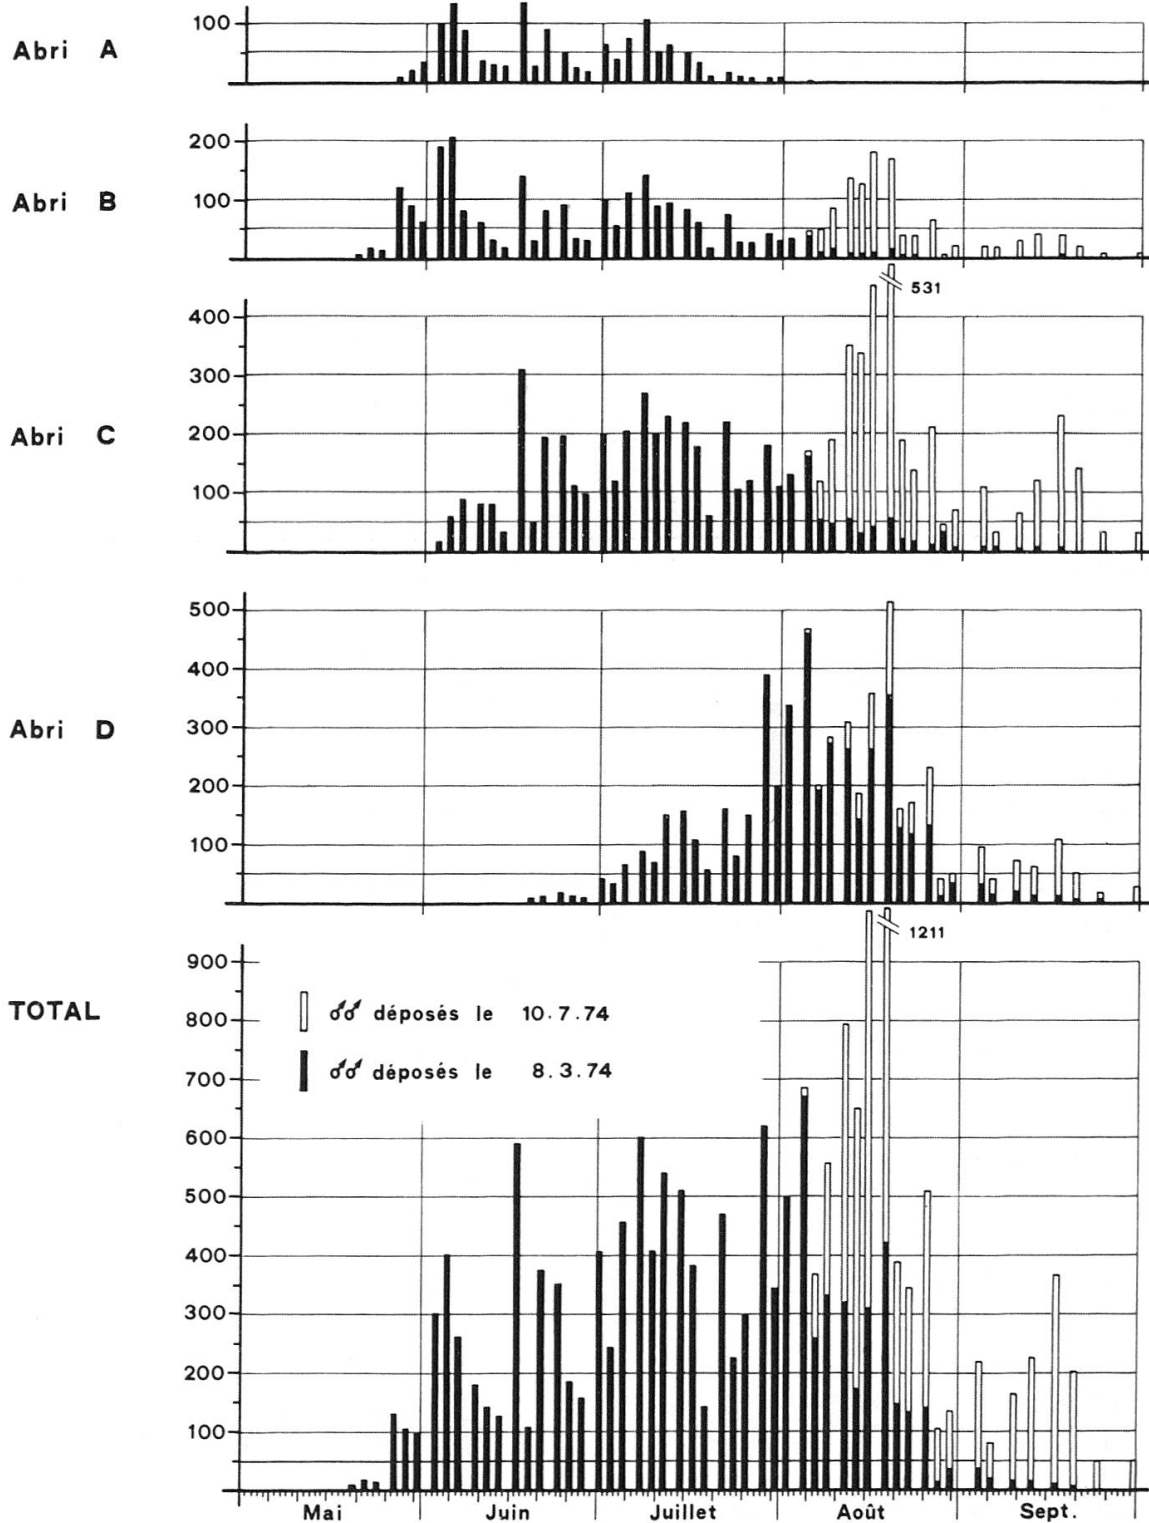 100
Abri A
200
100
Abri B
531
400
300
200
100
Abri C
500
400
300
200
100
Abri D
1211
900
800
700
600
500
400
300
200
100
TOTAL
♂♂ déposés le 10.7.74
♂♂ déposés le 8.3.74
Mai Juin Juillet Août Sept.